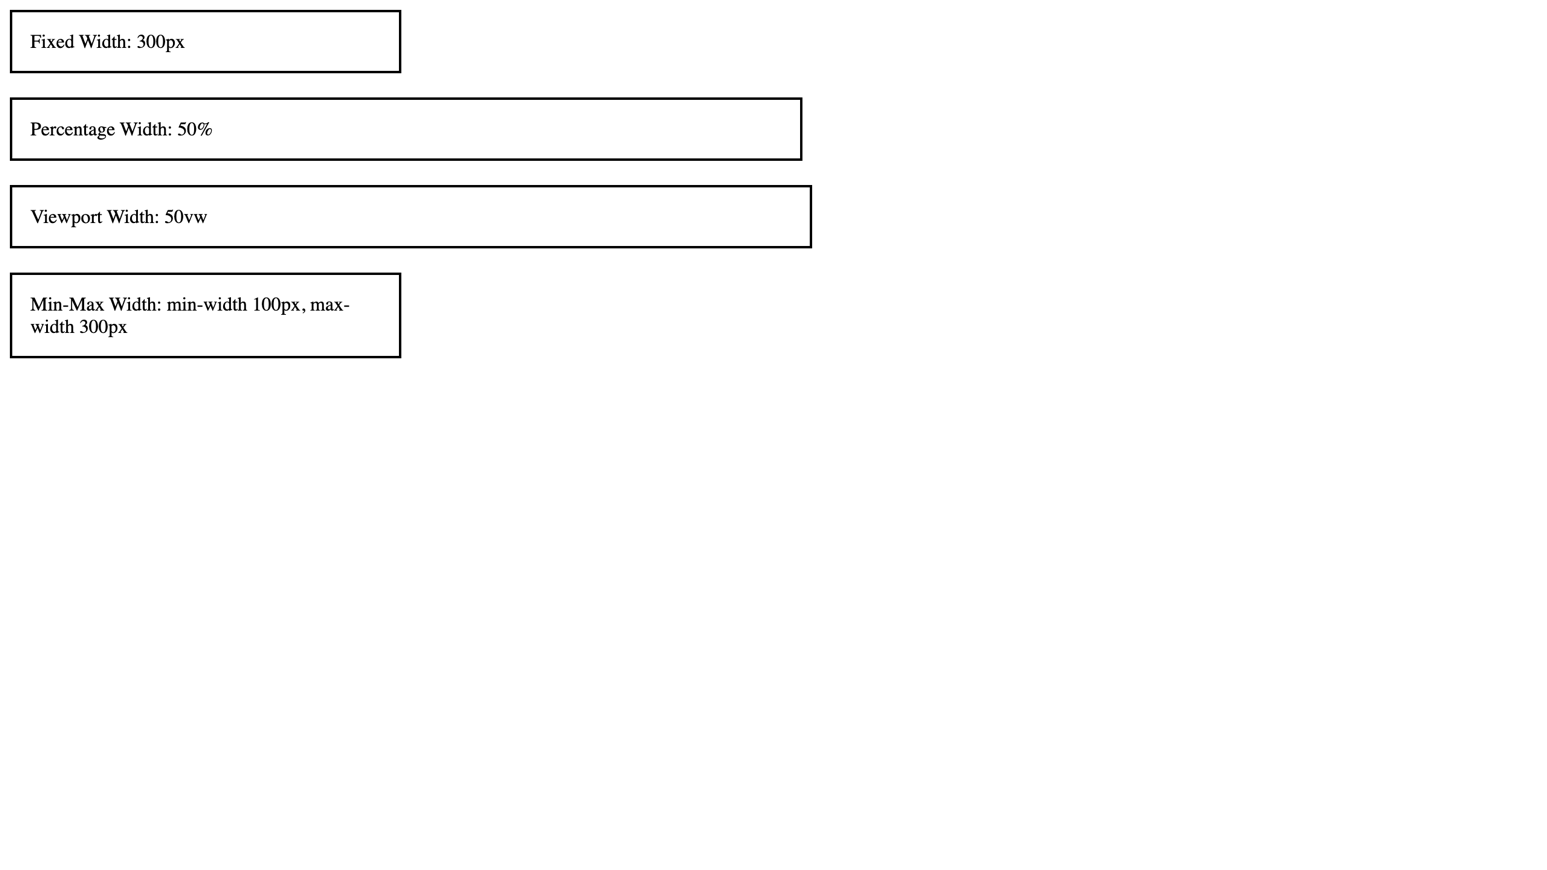 Fixed Width: 300px
Percentage Width: 50%
Viewport Width: 50vw
Min-Max Width: min-width 100px, max-
width 300px